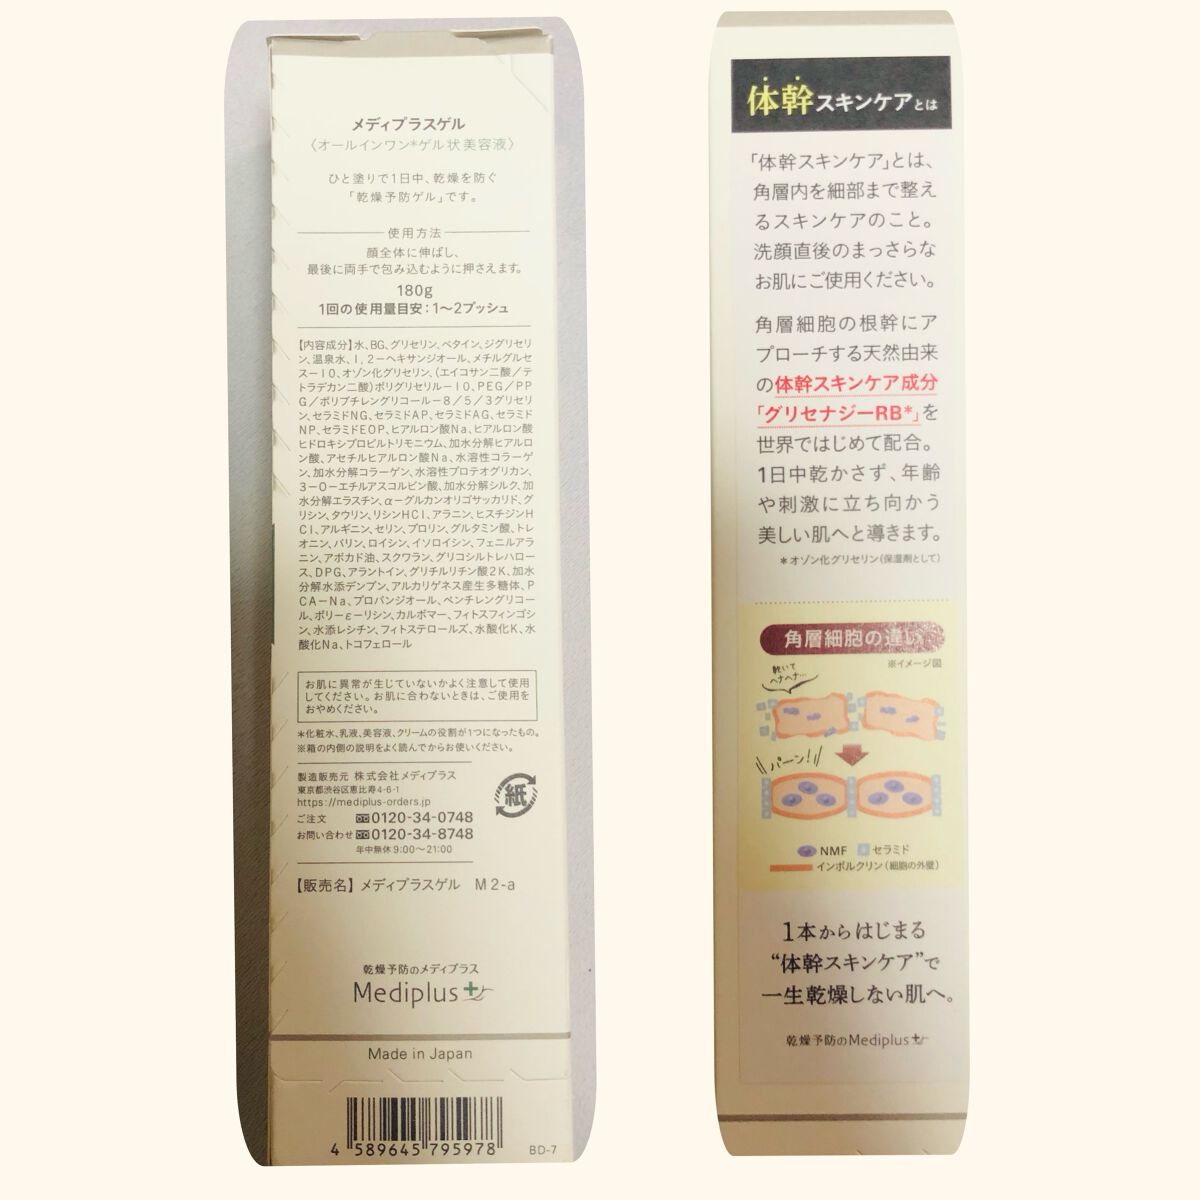 メディプラスゲル
〈オールインワン*ゲル状美容液〉
ひと塗りで1日中、乾燥を防ぐ
「乾燥予防ゲル」です。
使用方法
顔全体に伸ばし、
最後に両手で包み込むように押さえます。
180g
1回の使用量目安:1〜2プッシュ
【内容成分】水、BG、グリセリン、ベタイン、ジグリセリ
ン、温泉水、1,2-ヘキサンジオール、メチルグルセ
ス-10、オゾン化グリセリン、(エイコサン二酸/テ
トラデカン二酸)ポリグリセリル-10、PEG/PP
G/ポリブチレングリコール-8/5/3グリセリ
ン、セラミドNG、セラミドAP、セラミドAG、セラミド
NP、セラミドEOP、ヒアルロン酸Na、ヒアルロン酸
ヒドロキシプロピルトリモニウム、加水分解ヒアルロ
ン酸、アセチルヒアルロン酸Na、水溶性コラーゲ
ン、加水分解コラーゲン、水溶性プロテオグリカン、
3-O-エチルアスコルビン酸、加水分解シルク、加
水分解エラスチン、α-グルカンオリゴサッカリド、グ
リシン、タウリン、リシンHCl、アラニン、ヒスチジンH
Cl、アルギニン、セリン、プロリン、グルタミン酸、トレ
オニン、バリン、ロイシン、イソロイシン、フェニルアラ
ニン、アボカド油、スクワラン、グリコシルトレハロー
ス、DPG、アラントイン、グリチルリチン酸2K、加水
分解水添デンプン、アルカリゲネス産生多糖体、P
CA-Na、プロパンジオール、ペンチレングリコー
ル、ポリ-ε-リシン、カルボマー、フィトスフィンゴシ
ン、水添レシチン、フィトステロールズ、水酸化K、水
酸化Na、トコフェロール
お肌に異常が生じていないかよく注意して使用
してください。お肌に合わないときは、ご使用を
おやめください。
*化粧水、乳液、美容液、クリームの役割が1つになったもの。
※箱の内側の説明をよく読んでからお使いください。
製造販売元 株式会社メディプラス
東京都渋谷区恵比寿4-6-1
https://mediplus-orders.jp
ご注文 0120-34-0748
お問い合わせ 0120-34-8748
年中無休 9:00〜21:00
紙
【販売名】 メディプラスゲル M2-a
乾燥予防のメディプラス
Mediplus+
Made in Japan
4 589645 795978
BD-7
体幹スキンケアとは
「体幹スキンケア」とは、
角層内を細部まで整え
るスキンケアのこと。
洗顔直後のまっさらな
お肌にご使用ください。
角層細胞の根幹にア
プローチする天然由来
の体幹スキンケア成分
「グリセナジーRB*」を
世界ではじめて配合。
1日中乾かさず、年齢
や刺激に立ち向かう
美しい肌へと導きます。
*オゾン化グリセリン(保湿剤として)
角層細胞の違い
※イメージ図
乾いて
ヘナヘナ…
パーン!
NMF セラミド
インボルクリン(細胞の外壁)
1本からはじまる
“体幹スキンケア”で
一生乾燥しない肌へ。
乾燥予防のMediplus+